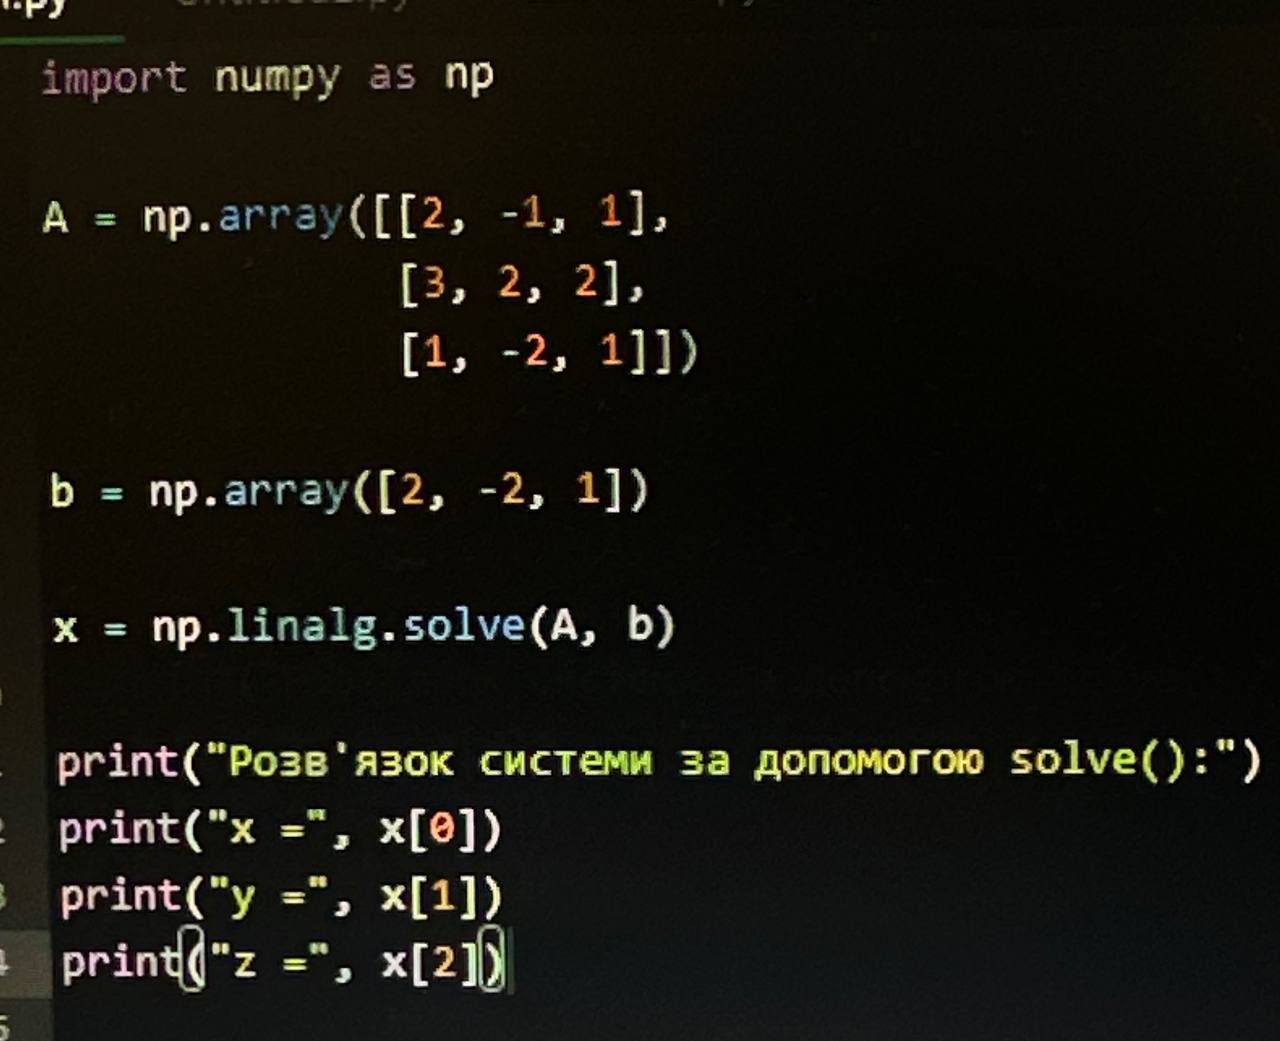 import numpy as np
A = np.array([[2, -1, 1],
[3, 2, 2],
[1, -2, 1]])
b = np.array([2, -2, 1])
x = np.linalg.solve(A, b)
print("Розв'язок системи за допомогою solve():")
print("x =", x[0])
print("y =", x[1])
print("z =", x[2])